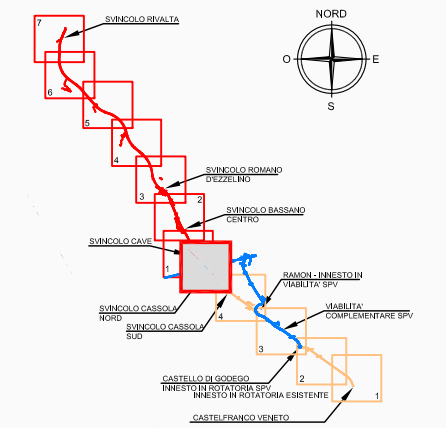 NORD
O
E
S
7
SVINCOLO RIVALTA
6
5
4
3
SVINCOLO ROMANO
D'EZZELINO
2
SVINCOLO BASSANO
CENTRO
SVINCOLO CAVE
1
RAMON - INNESTO IN
VIABILITA' SPV
SVINCOLO CASSOLA
NORD
4
VIABILITA'
COMPLEMENTARE SPV
SVINCOLO CASSOLA
SUD
3
CASTELLO DI GODEGO
INNESTO IN ROTATORIA SPV
2
INNESTO IN ROTATORIA ESISTENTE
1
CASTELFRANCO VENETO